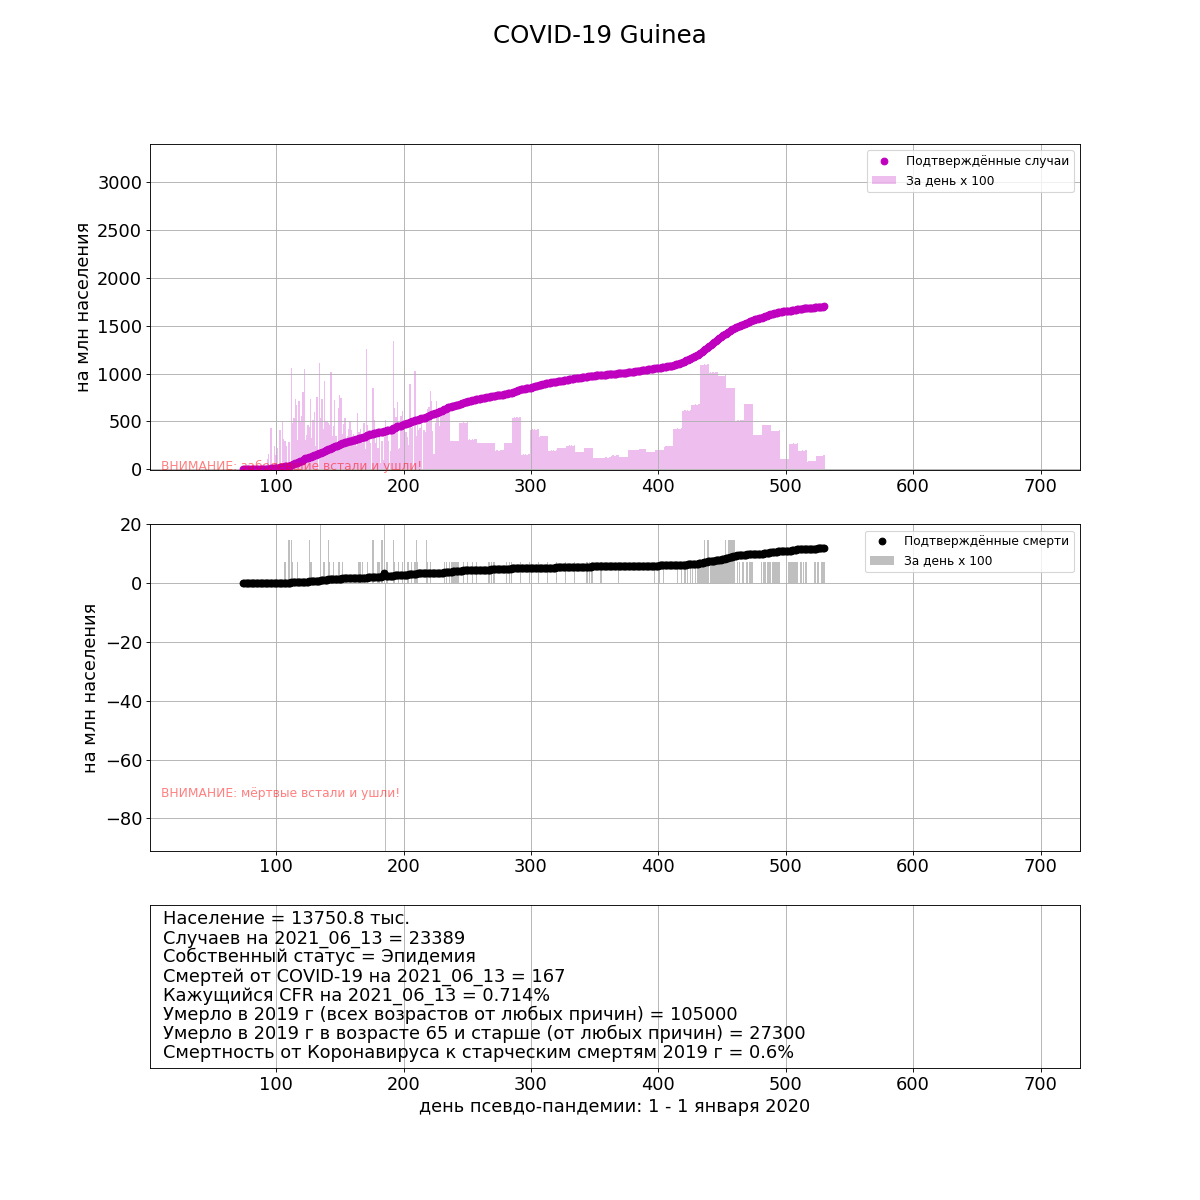 COVID-19 Guinea
на млн населения
3000
2500
2000
1500
1000
500
0
Подтверждённые случаи
За день x 100
ВНИМАНИЕ: заболевшие встали и ушли!
100 200 300 400 500 600 700
на млн населения
20
0
−20
−40
−60
−80
Подтверждённые смерти
За день x 100
ВНИМАНИЕ: мёртвые встали и ушли!
100 200 300 400 500 600 700
Население = 13750.8 тыс.
Случаев на 2021_06_13 = 23389
Собственный статус = Эпидемия
Смертей от COVID-19 на 2021_06_13 = 167
Кажущийся CFR на 2021_06_13 = 0.714%
Умерло в 2019 г (всех возрастов от любых причин) = 105000
Умерло в 2019 г в возрасте 65 и старше (от любых причин) = 27300
Смертность от Коронавируса к старческим смертям 2019 г = 0.6%
100 200 300 400 500 600 700
день псевдо-пандемии: 1 - 1 января 2020